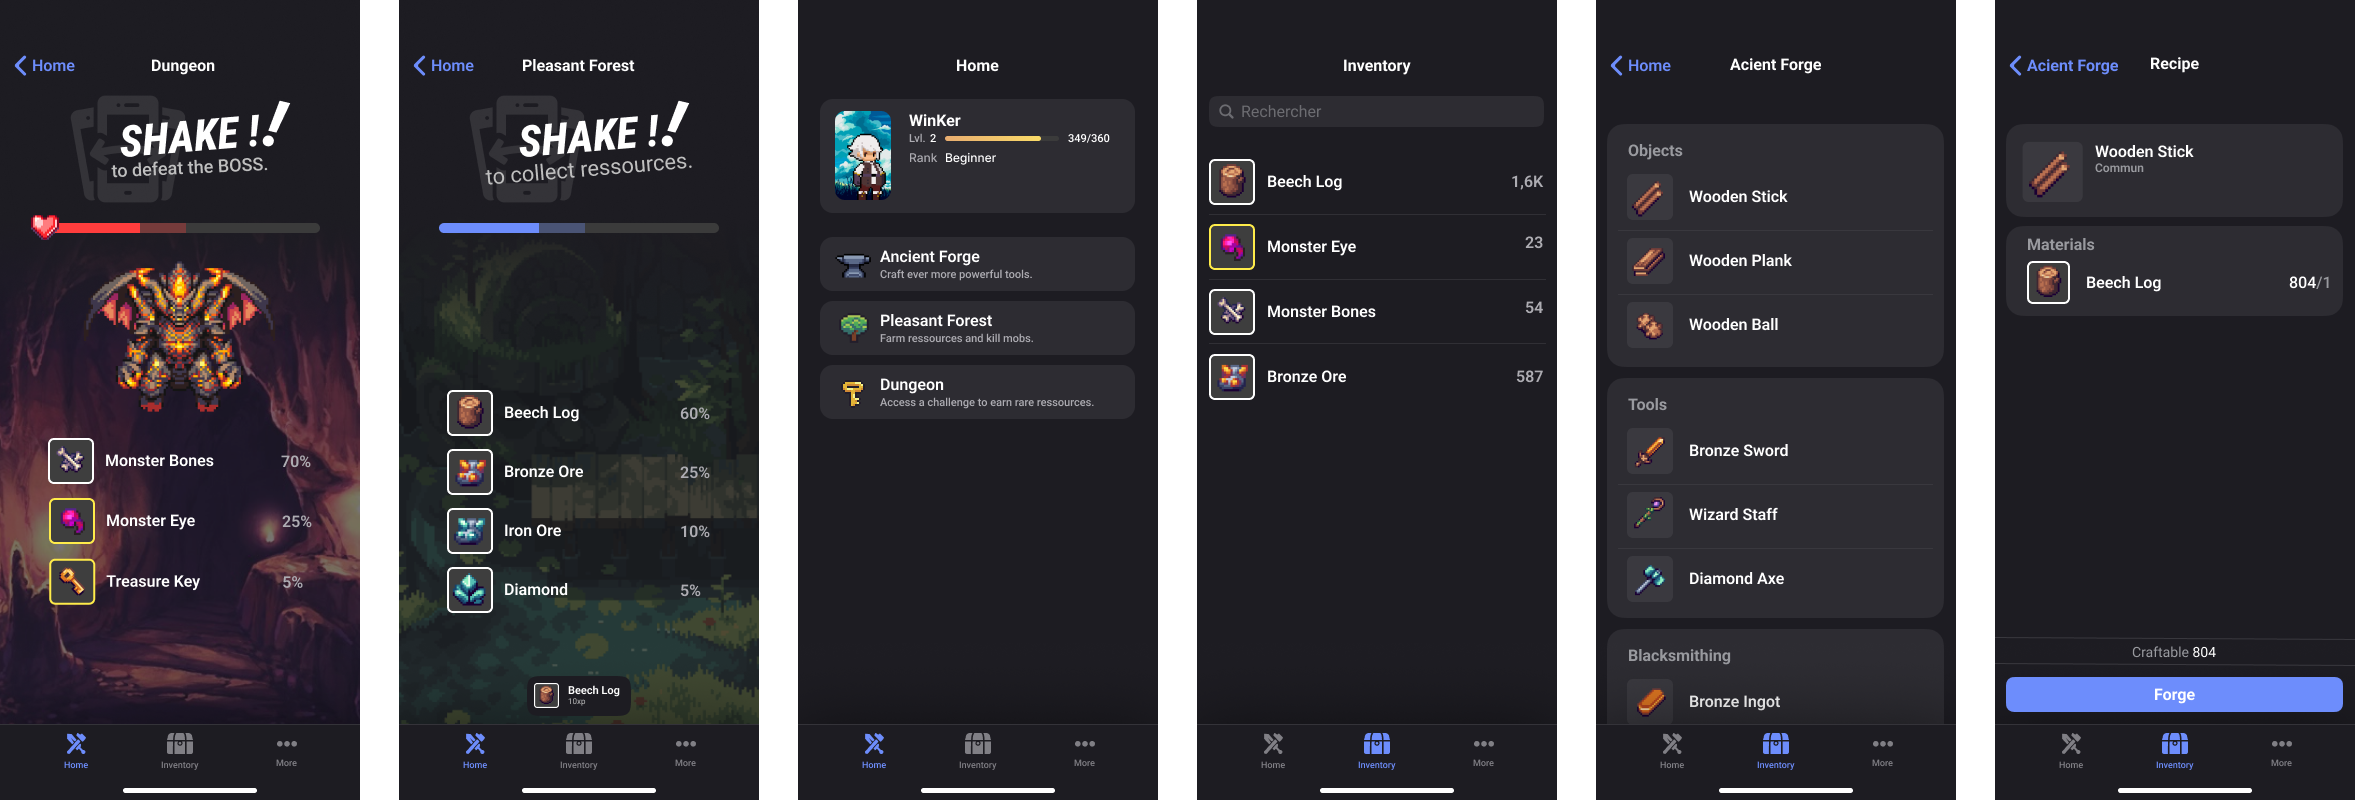 Home
Dungeon
SHAKE !!
to defeat the BOSS.
Monster Bones
70%
Monster Eye
25%
Treasure Key
5%
Home
Inventory
More
Home
Pleasant Forest
SHAKE !!
to collect ressources.
Beech Log
60%
Bronze Ore
25%
Iron Ore
10%
Diamond
5%
Beech Log
10xp
Home
Inventory
More
Home
WinKer
Lvl. 2
349/360
Rank Beginner
Ancient Forge
Craft ever more powerful tools.
Pleasant Forest
Farm ressources and kill mobs.
Dungeon
Access a challenge to earn rare ressources.
Home
Inventory
More
Inventory
Rechercher
Beech Log
1,6K
Monster Eye
23
Monster Bones
54
Bronze Ore
587
Home
Inventory
More
Home
Acient Forge
Objects
Wooden Stick
Wooden Plank
Wooden Ball
Tools
Bronze Sword
Wizard Staff
Diamond Axe
Blacksmithing
Bronze Ingot
Home
Inventory
More
Acient Forge
Recipe
Wooden Stick
Commun
Materials
Beech Log
804/1
Craftable 804
Forge
Home
Inventory
More